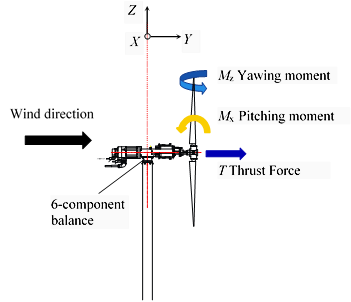 Z
X
Y
Mz Yawing moment
Mx Pitching moment
Wind direction
T Thrust Force
6-component
balance